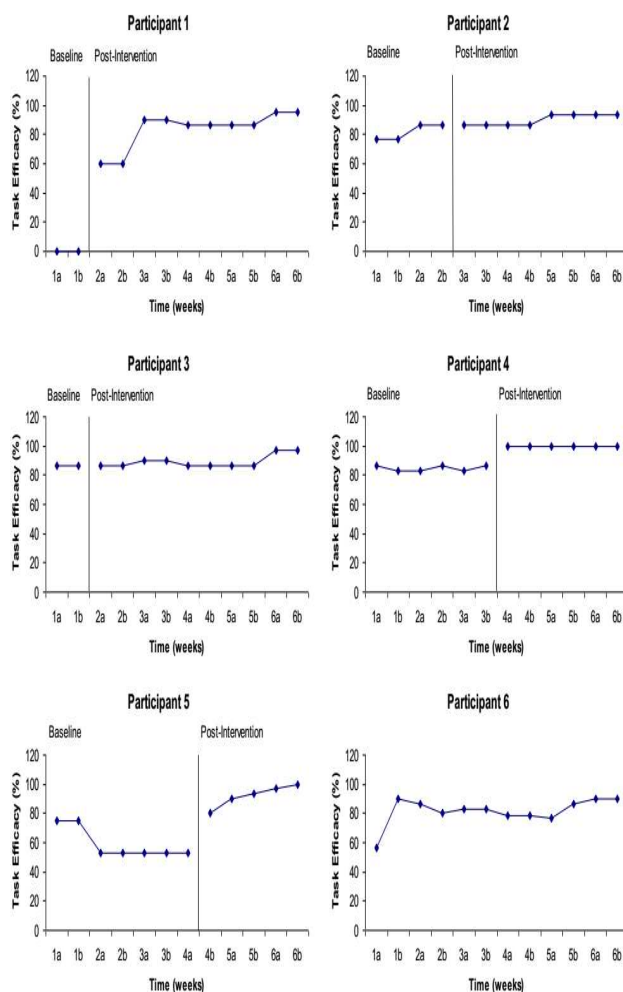 Participant 1
Baseline Post-Intervention
Task Efficacy (%)
120
100
80
60
40
20
0
1a 1b 2a 2b 3a 3b 4a 4b 5a 5b 6a 6b
Time (weeks)
Participant 2
Baseline Post-Intervention
Task Efficacy (%)
120
100
80
60
40
20
0
1a 1b 2a 2b 3a 3b 4a 4b 5a 5b 6a 6b
Time (weeks)
Participant 3
Baseline Post-Intervention
Task Efficacy (%)
120
100
80
60
40
20
0
1a 1b 2a 2b 3a 3b 4a 4b 5a 5b 6a 6b
Time (weeks)
Participant 4
Baseline Post-Intervention
Task Efficacy (%)
120
100
80
60
40
20
0
1a 1b 2a 2b 3a 3b 4a 4b 5a 5b 6a 6b
Time (weeks)
Participant 5
Baseline Post-Intervention
Task Efficacy (%)
120
100
80
60
40
20
0
1a 1b 2a 2b 3a 3b 4a 4b 5a 5b 6a 6b
Time (weeks)
Participant 6
Task Efficacy (%)
120
100
80
60
40
20
0
1a 1b 2a 2b 3a 3b 4a 4b 5a 5b 6a 6b
Time (weeks)